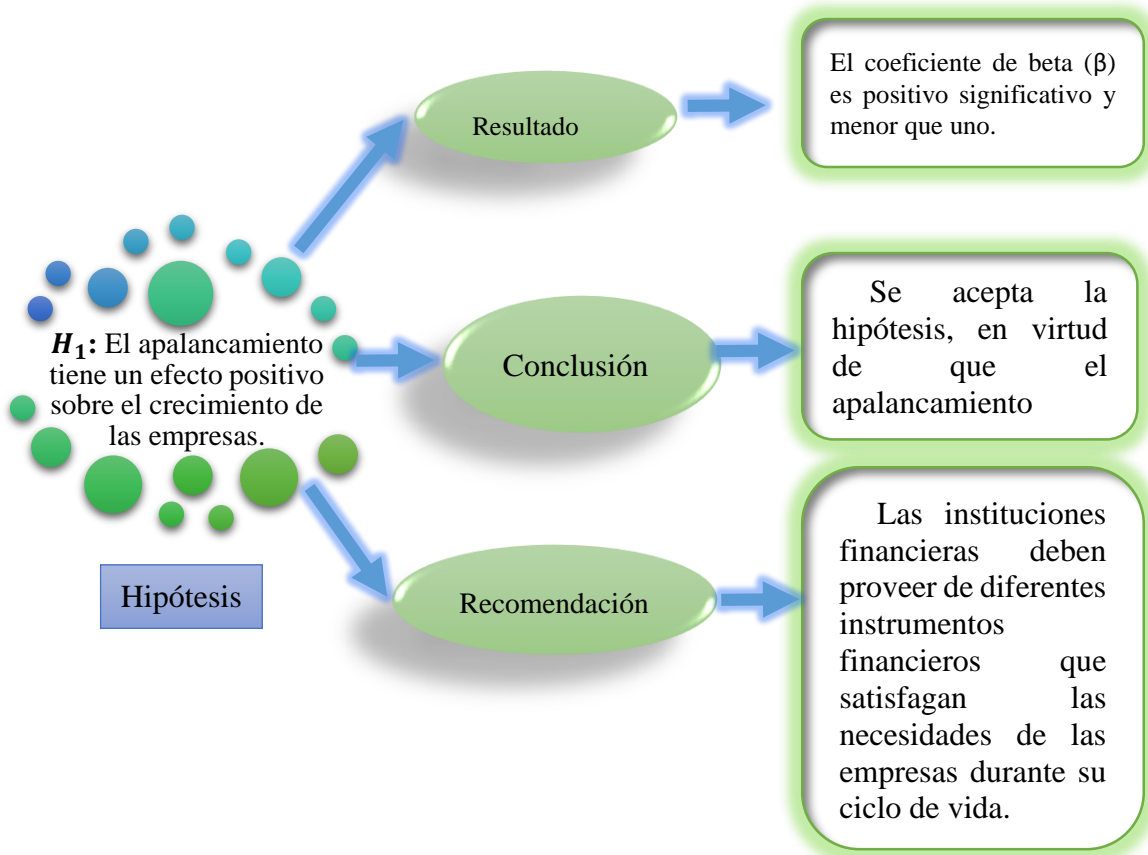 H₁: El apalancamiento
tiene un efecto positivo
sobre el crecimiento de
las empresas.
Hipótesis
Resultado
El coeficiente de beta (β)
es positivo significativo y
menor que uno.
Conclusión
Se acepta la
hipótesis, en virtud
de que el
apalancamiento
Recomendación
Las instituciones
financieras deben
proveer de diferentes
instrumentos
financieros que
satisfagan las
necesidades de las
empresas durante su
ciclo de vida.